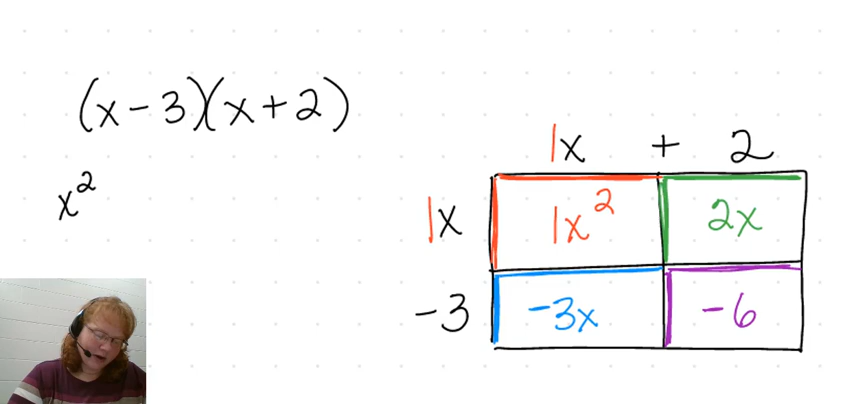 (x-3)(x+2)
x²
1x + 2
1x 1x² 2x
-3 -3x -6